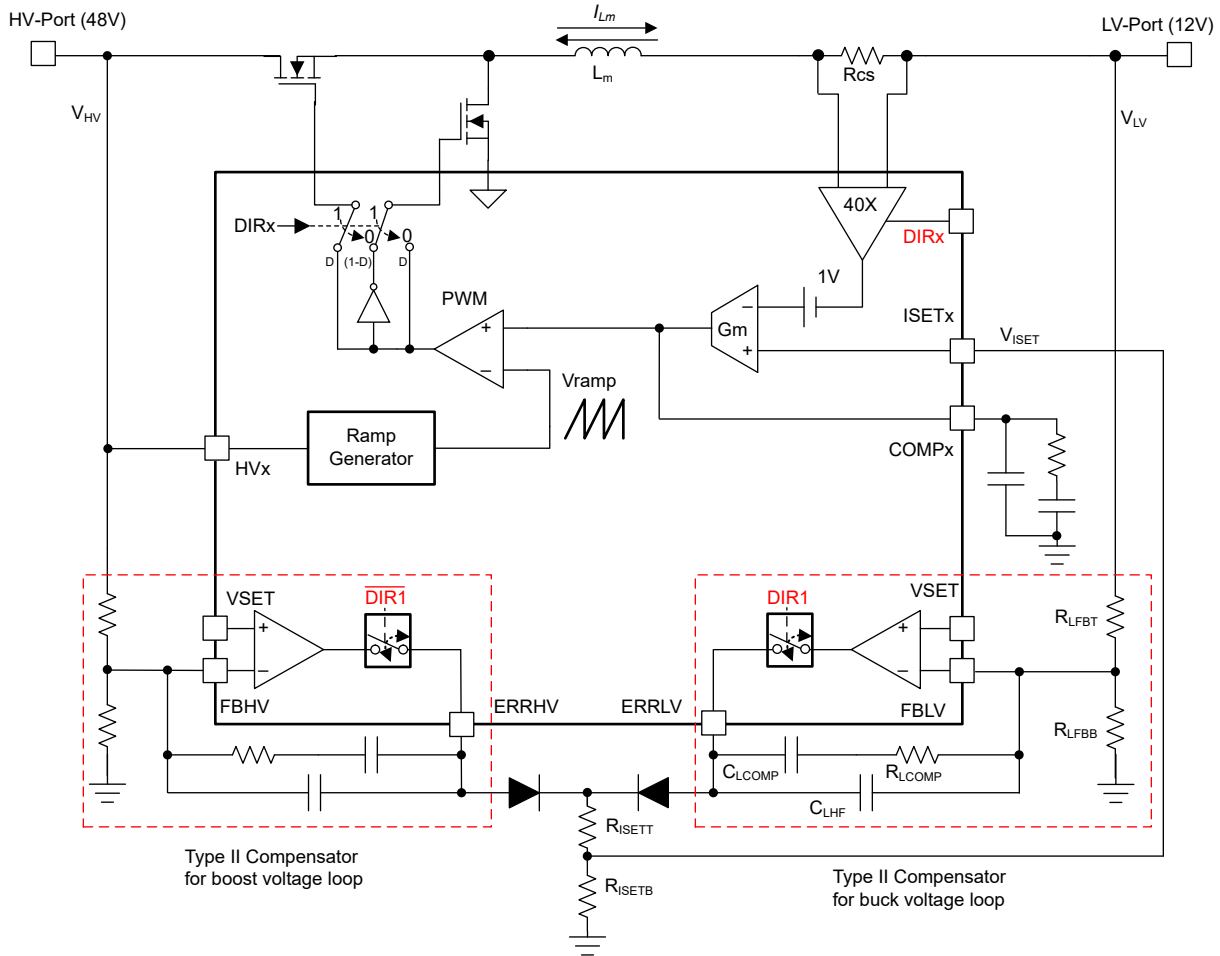 HV-Port (48V)
I_Lm
LV-Port (12V)
L_m
Rcs
V_HV
V_LV
40X
DIRx
1
1
0
0
D
(1-D)
D
DIRx
1V
PWM
ISETx
V_ISET
+
−
−
Gm
+
Vramp
Ramp
Generator
HVx
COMPx
VSET
DIR1
+
−
FBHV
ERRHV
DIR1
VSET
+
−
ERRLV
FBLV
R_LFBT
R_LFBB
C_LCOMP
R_LCOMP
C_LHF
R_ISETT
R_ISETB
Type II Compensator
for boost voltage loop
Type II Compensator
for buck voltage loop